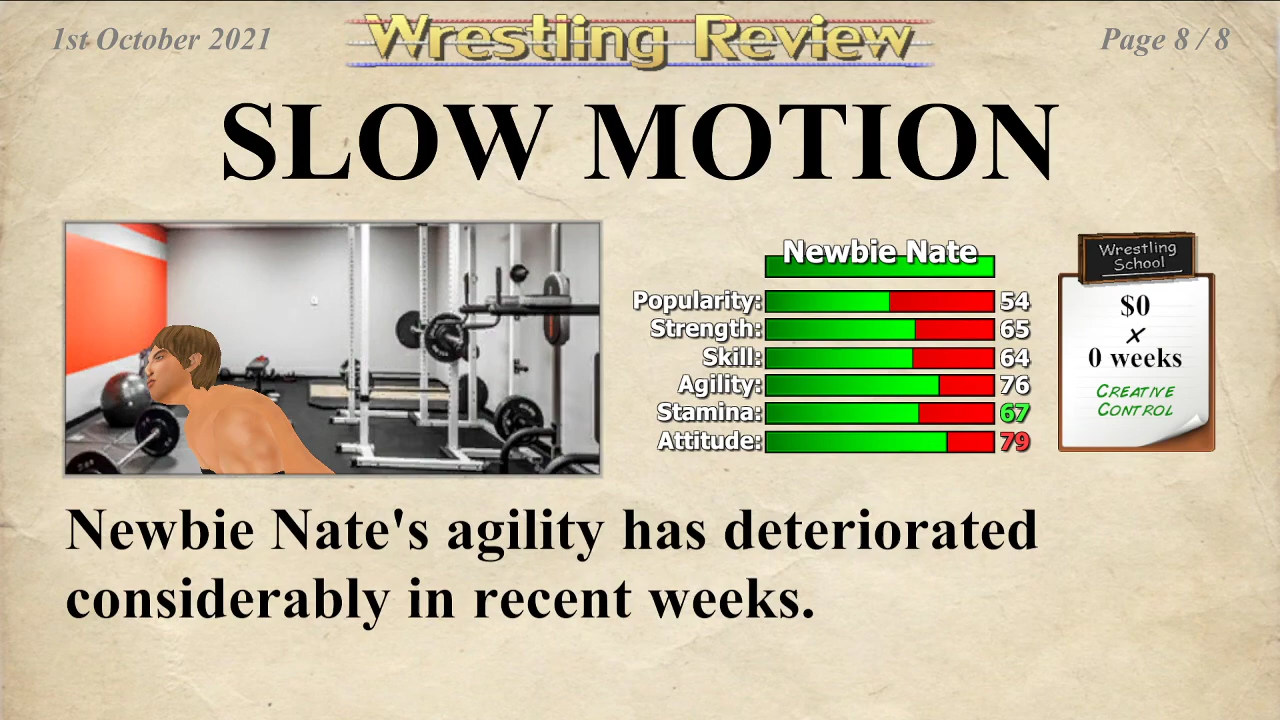 1st October 2021
Wrestling Review
Page 8 / 8
SLOW MOTION
Newbie Nate
Popularity: 54
Strength: 65
Skill: 64
Agility: 76
Stamina: 67
Attitude: 79
Wrestling
School
$0
x
0 weeks
CREATIVE
CONTROL
Newbie Nate's agility has deteriorated
considerably in recent weeks.